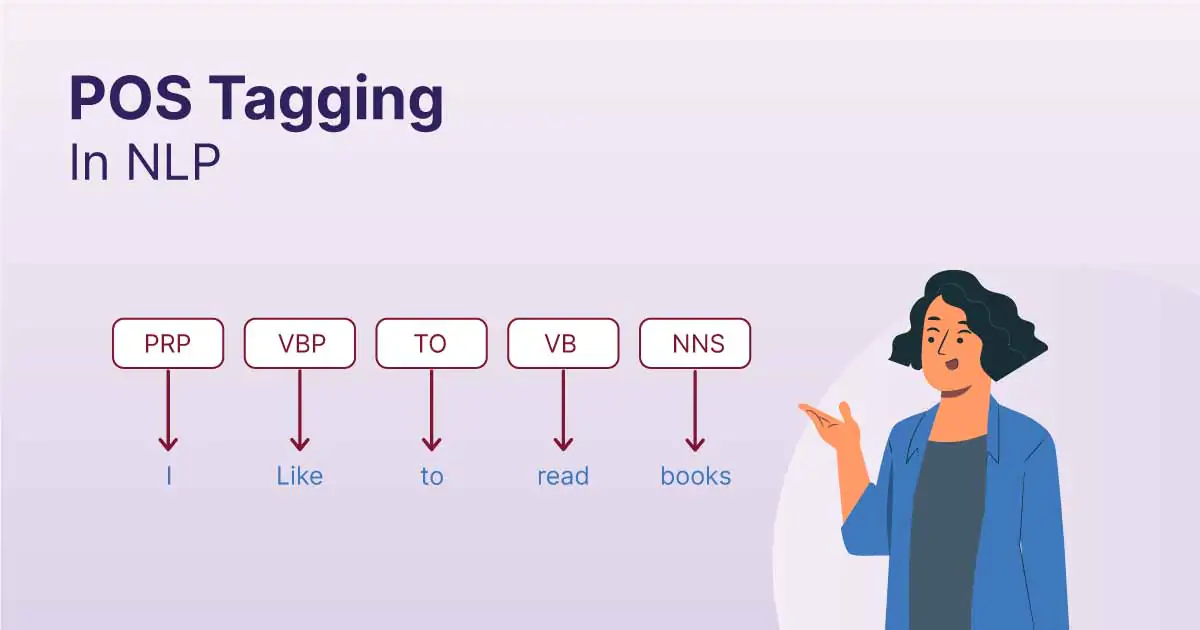 POS Tagging
In NLP
PRP VBP TO VB NNS
I Like to read books